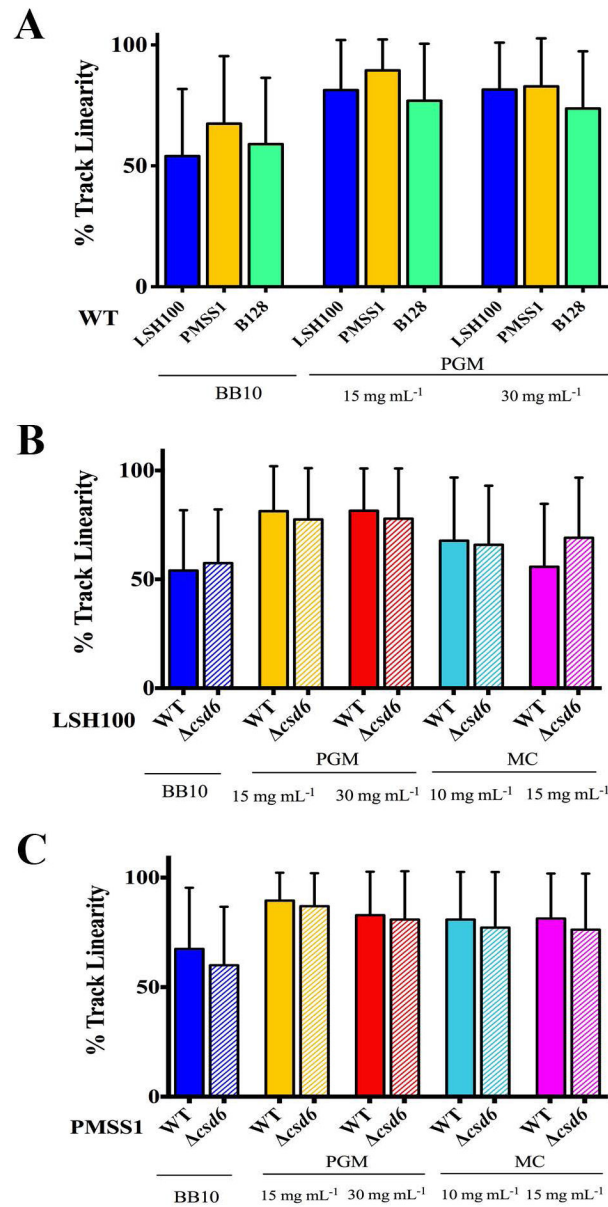 A
% Track Linearity
100
50
0
WT
LSH100
PMSS1
B128
LSH100
PMSS1
B128
LSH100
PMSS1
B128
PGM
BB10
15 mg mL-1
30 mg mL-1
B
% Track Linearity
100
50
0
LSH100
WT
Δcsd6
WT
Δcsd6
WT
Δcsd6
WT
Δcsd6
WT
Δcsd6
PGM
MC
BB10
15 mg mL-1
30 mg mL-1
10 mg mL-1
15 mg mL-1
C
% Track Linearity
100
50
0
PMSS1
WT
Δcsd6
WT
Δcsd6
WT
Δcsd6
WT
Δcsd6
WT
Δcsd6
PGM
MC
BB10
15 mg mL-1
30 mg mL-1
10 mg mL-1
15 mg mL-1